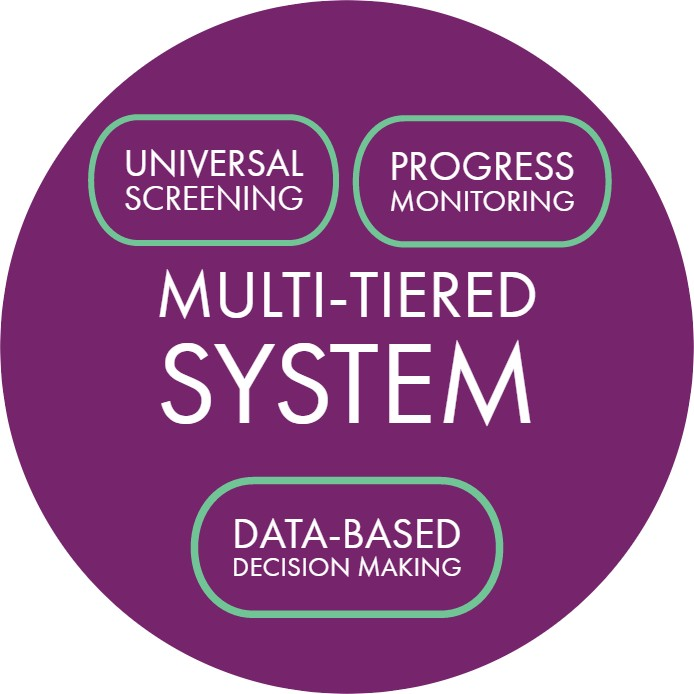 UNIVERSAL
SCREENING
PROGRESS
MONITORING
MULTI-TIERED
SYSTEM
DATA-BASED
DECISION MAKING